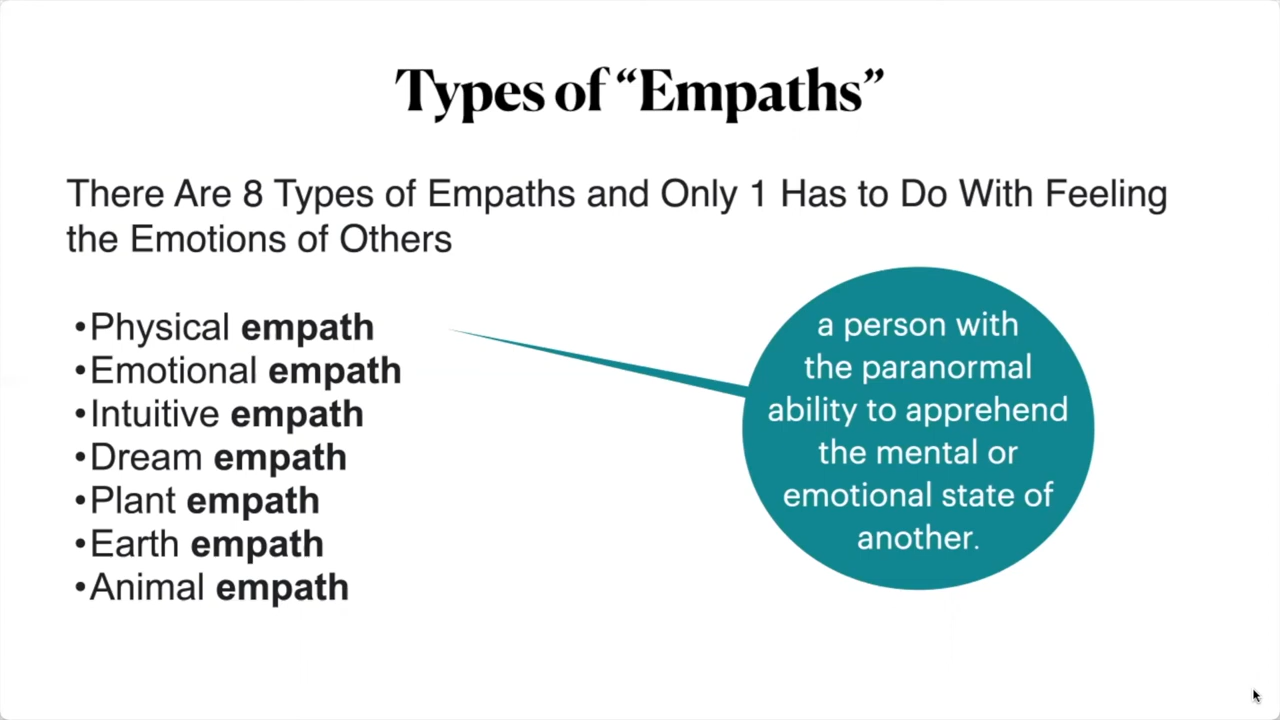 Types of “Empaths”
There Are 8 Types of Empaths and Only 1 Has to Do With Feeling
the Emotions of Others
•Physical empath
•Emotional empath
•Intuitive empath
•Dream empath
•Plant empath
•Earth empath
•Animal empath
a person with
the paranormal
ability to apprehend
the mental or
emotional state of
another.